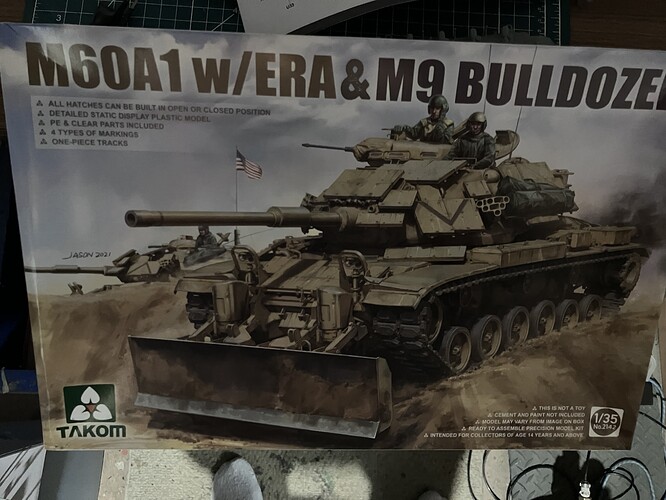 M60A1 w/ERA & M9 BULLDOZER
ALL HATCHES CAN BE BUILT IN OPEN OR CLOSED POSITION
DETAILED STATIC DISPLAY PLASTIC MODEL
PE & CLEAR PARTS INCLUDED
4 TYPES OF MARKINGS
ONE-PIECE TRACKS
JASON 2021
TAKOM
THIS IS NOT A TOY
CEMENT AND PAINT NOT INCLUDED
MODEL MAY VARY FROM IMAGE ON BOX
READY TO ASSEMBLE PRECISION MODEL KIT
INTENDED FOR COLLECTORS OF AGE 14 YEARS AND ABOVE
1/35
No.2142